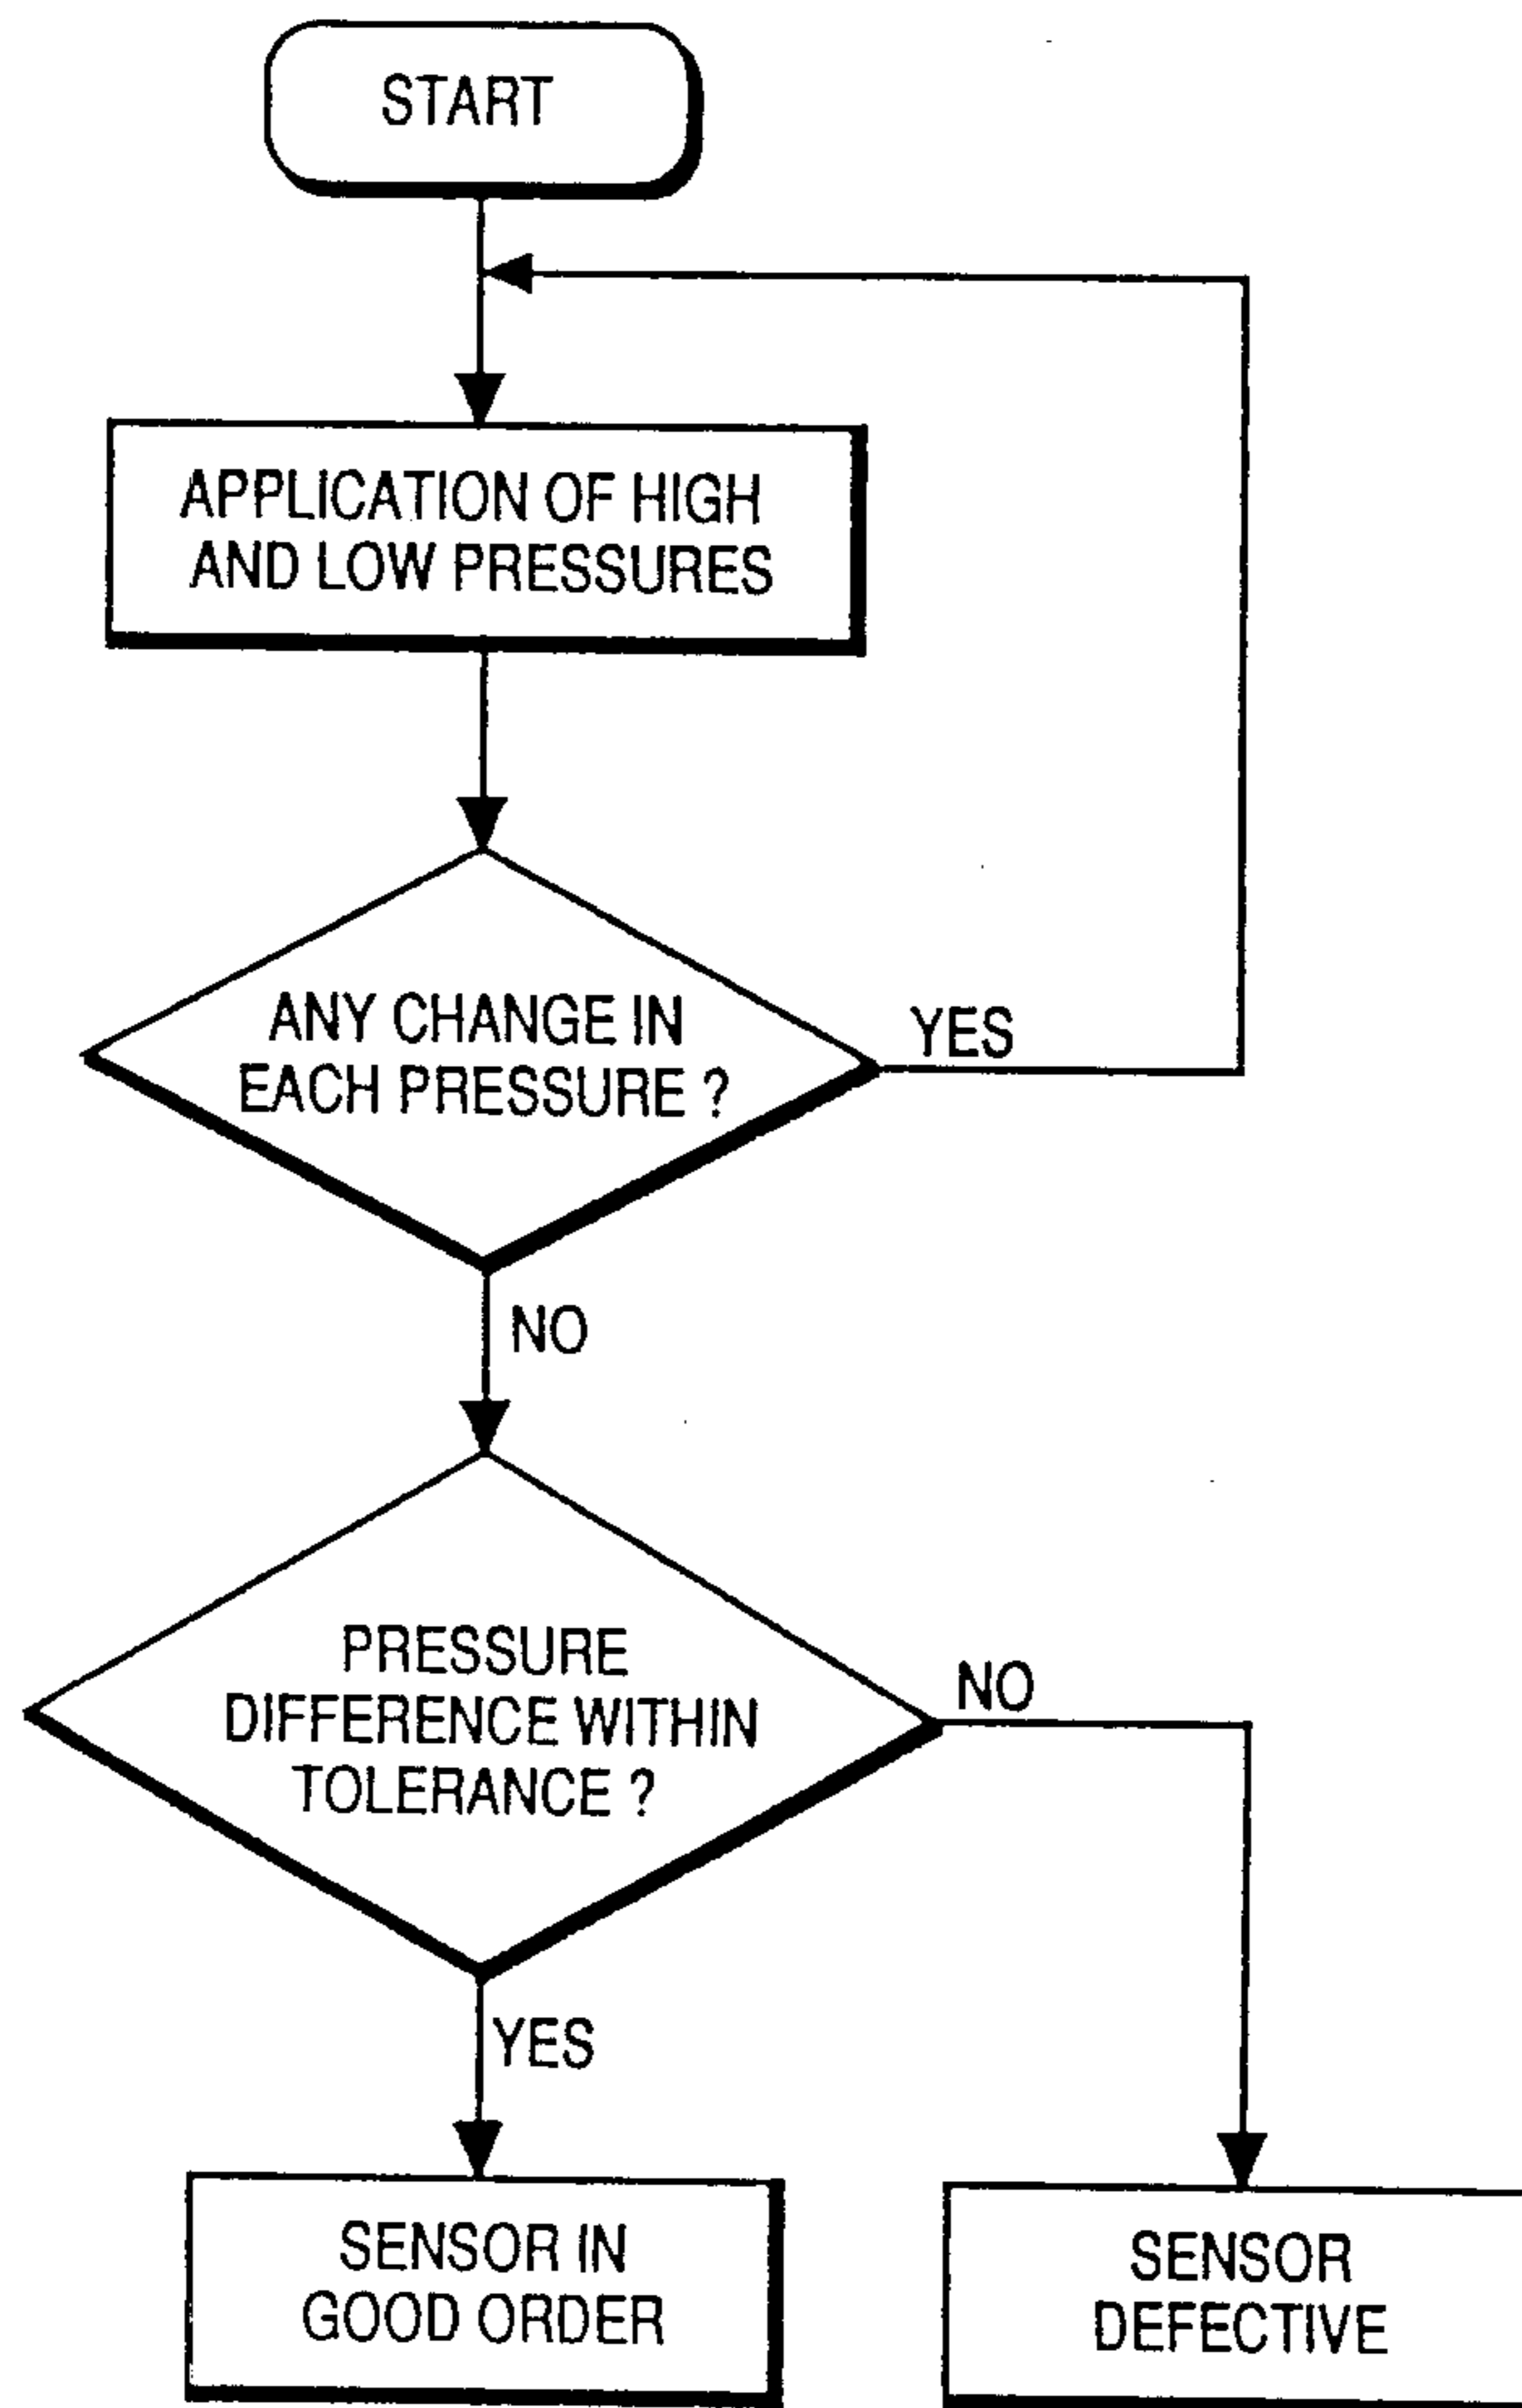 START
APPLICATION OF HIGH
AND LOW PRESSURES
ANY CHANGE IN
EACH PRESSURE ?
YES
NO
PRESSURE
DIFFERENCE WITHIN
TOLERANCE ?
NO
YES
SENSOR IN
GOOD ORDER
SENSOR
DEFECTIVE